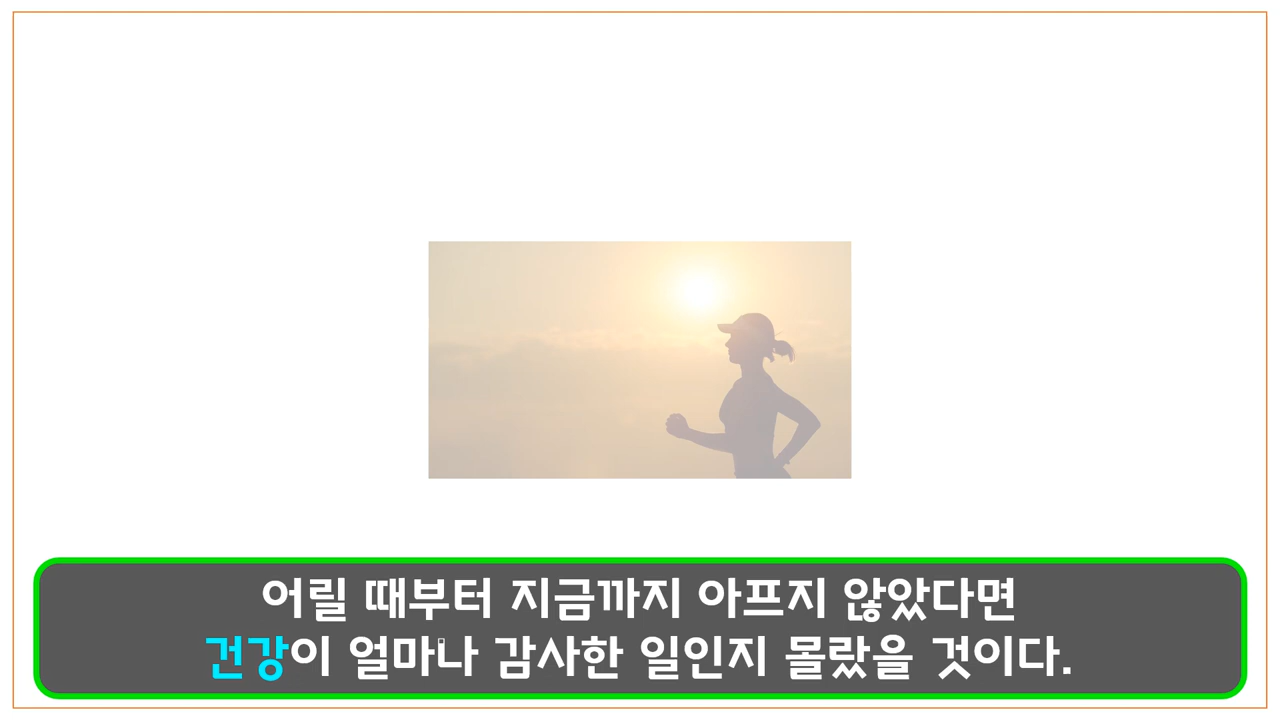 어릴 때부터 지금까지 아프지 않았다면
건강이 얼마나 감사한 일인지 몰랐을 것이다.